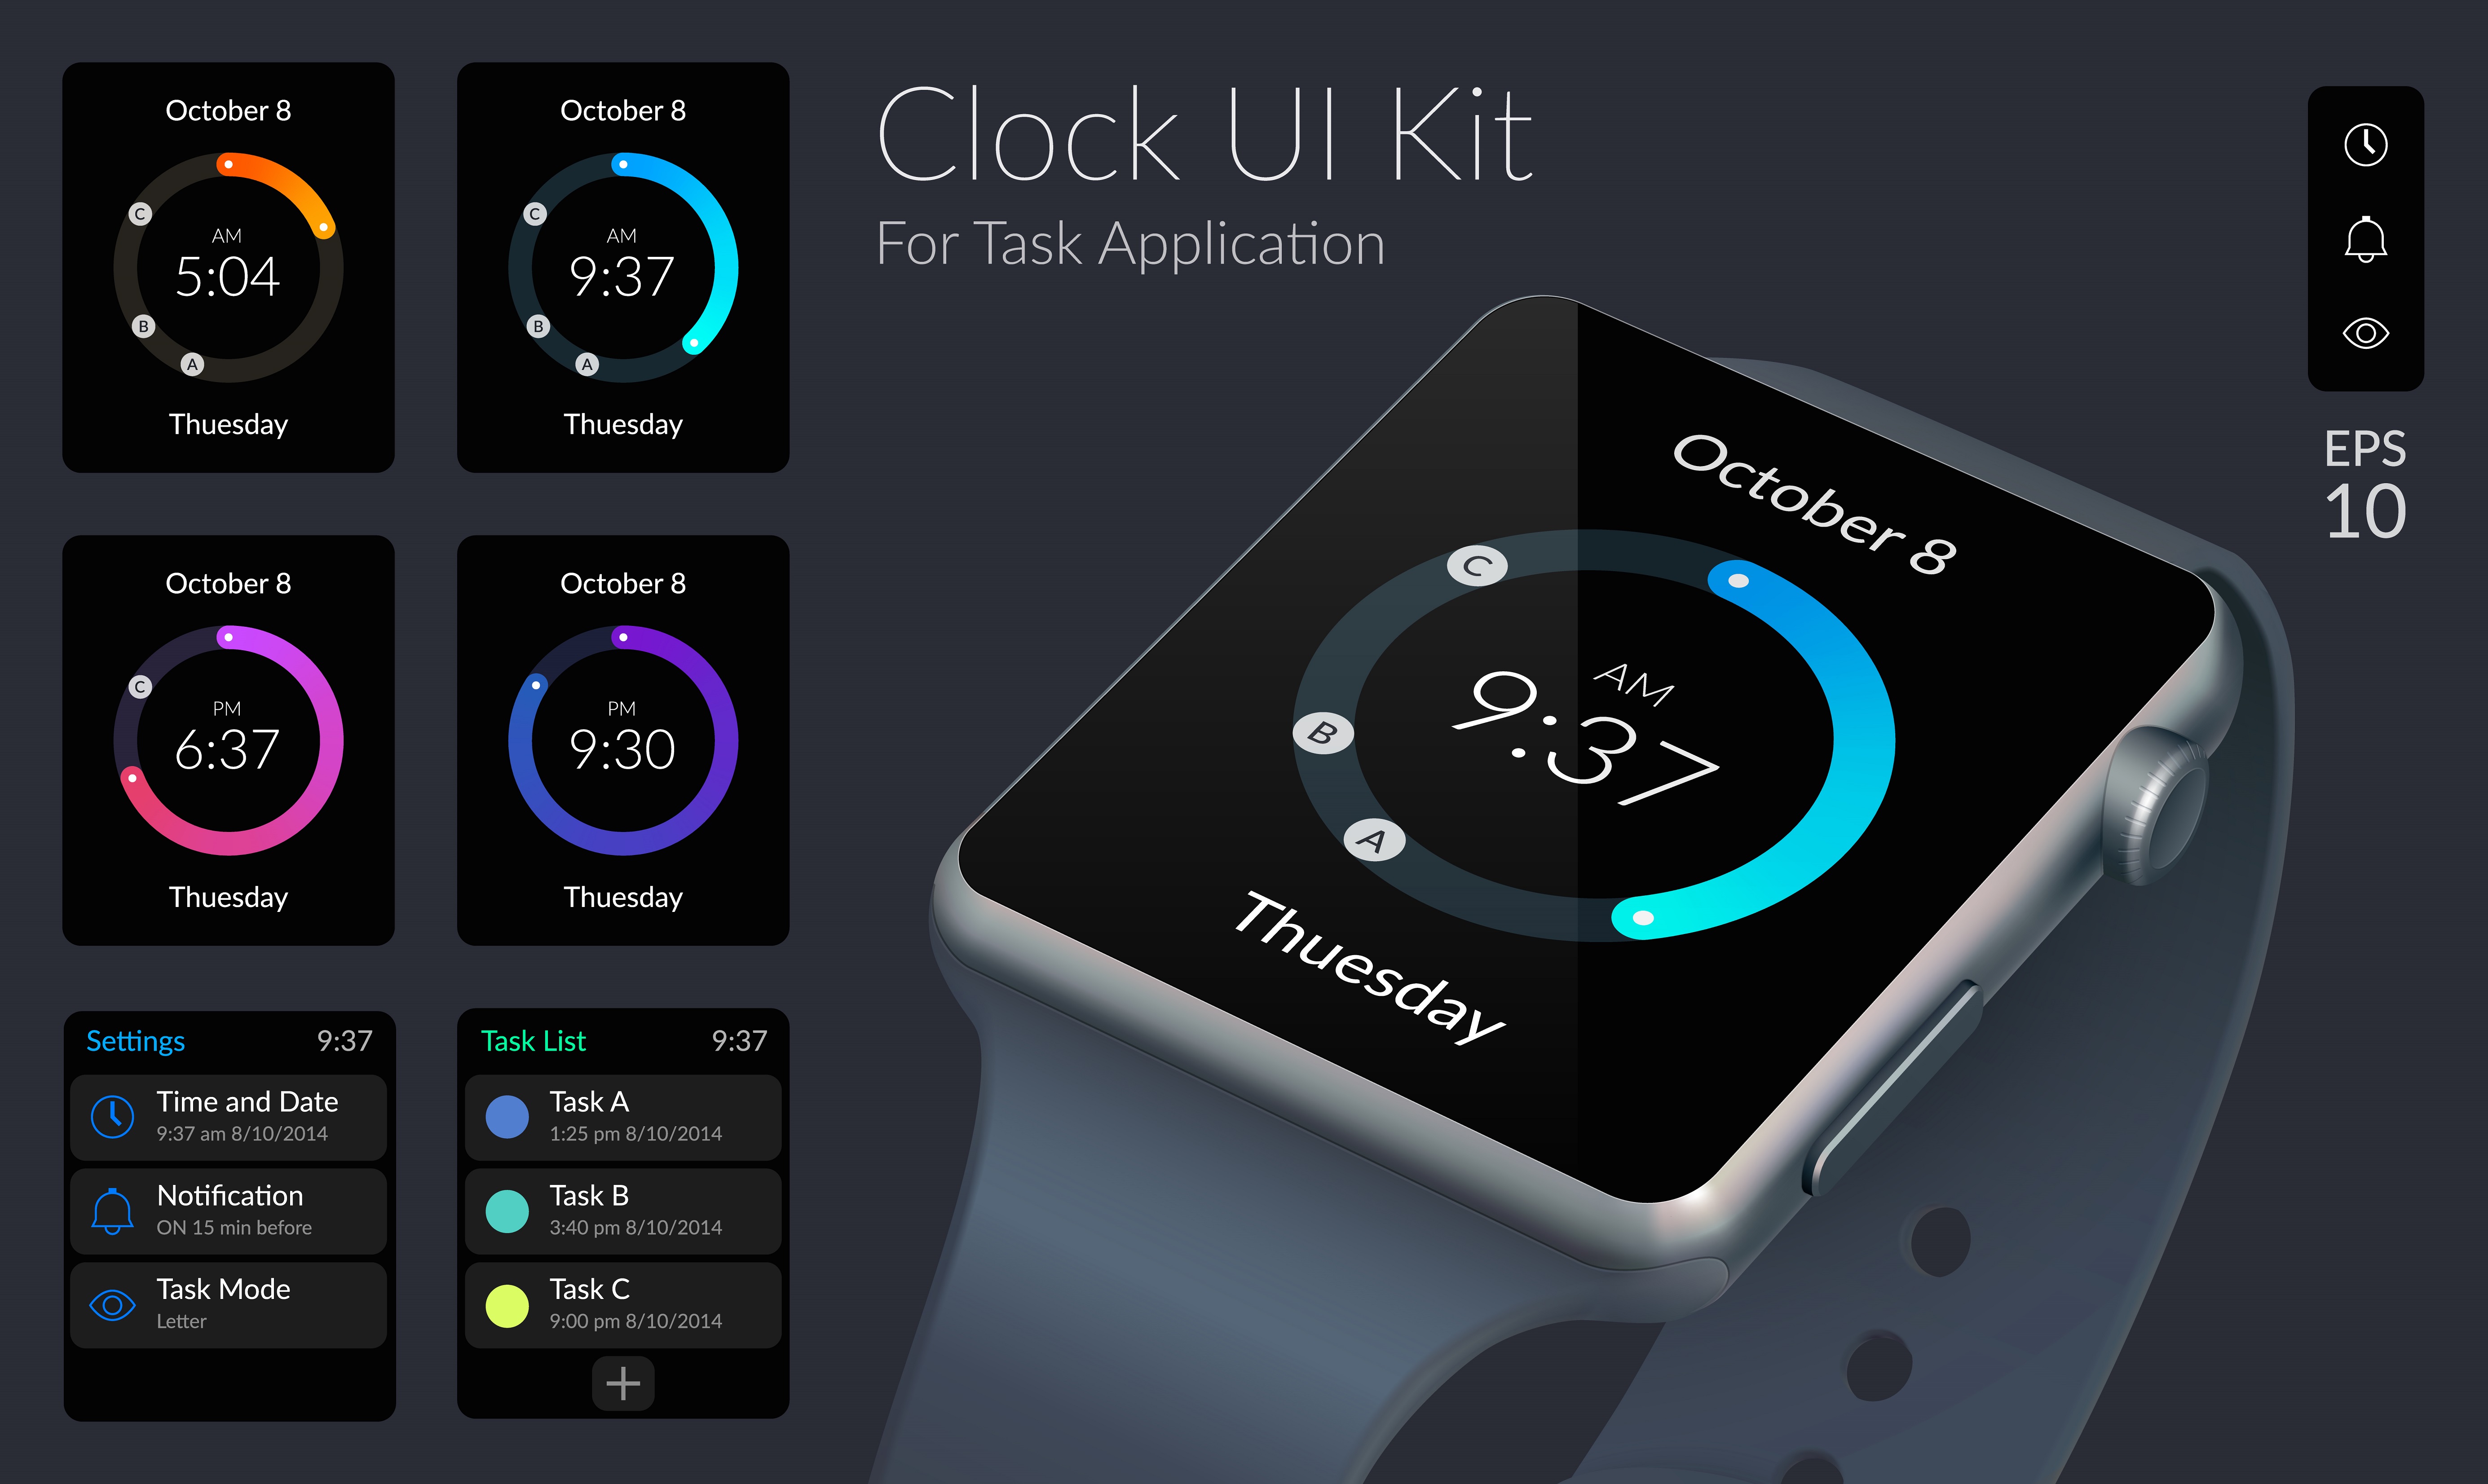 Clock UI Kit
For Task Application
October 8
C
AM
5:04
B
A
Thuesday
October 8
C
AM
9:37
B
A
Thuesday
October 8
C
PM
6:37
Thuesday
October 8
PM
9:30
Thuesday
Settings 9:37
Time and Date
9:37 am 8/10/2014
Notification
ON 15 min before
Task Mode
Letter
Task List 9:37
Task A
1:25 pm 8/10/2014
Task B
3:40 pm 8/10/2014
Task C
9:00 pm 8/10/2014
+
October 8
C
AM
9:37
B
A
Thuesday
EPS
10